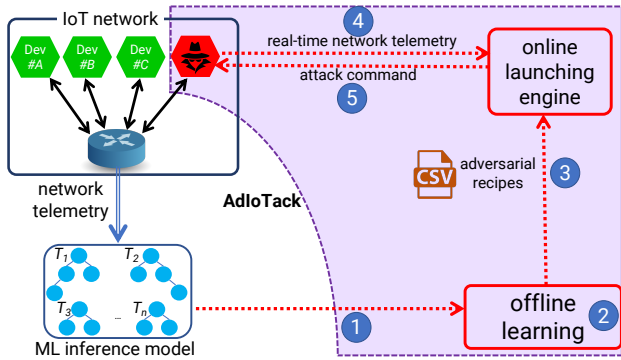 IoT network
Dev
#A
Dev
#B
Dev
#C
4
real-time network telemetry
attack command
5
online
launching
engine
network
telemetry
AdIoTack
CSV
adversarial
recipes
3
T1
T2
T3
...
Tn
ML inference model
1
offline
learning
2